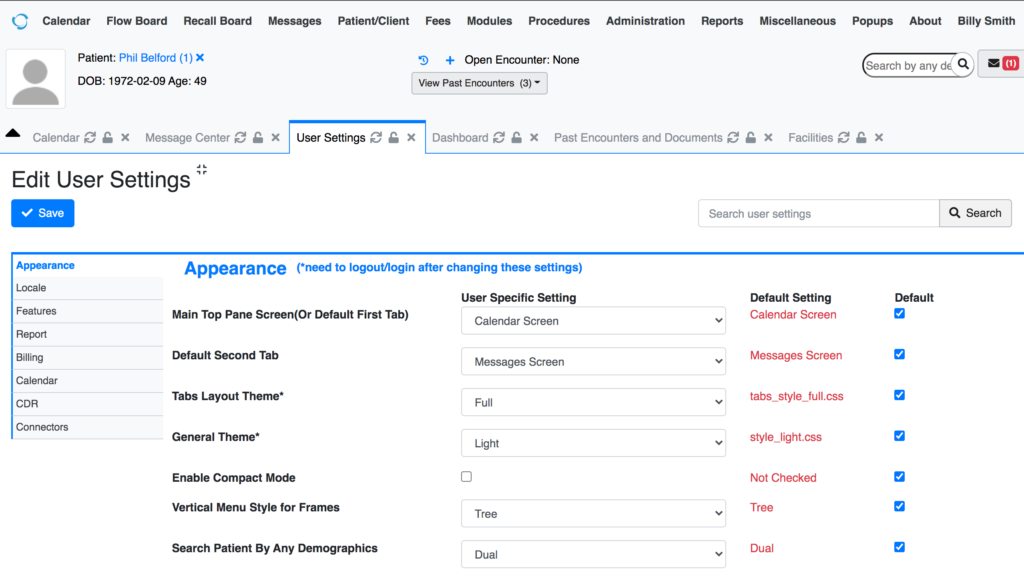 Calendar Flow Board Recall Board Messages Patient/Client Fees Modules Procedures Administration Reports Miscellaneous Popups About Billy Smith
Patient: Phil Belford (1)
DOB: 1972-02-09 Age: 49
Open Encounter: None
View Past Encounters (3)
Search by any de
(1)
Calendar Message Center User Settings Dashboard Past Encounters and Documents Facilities
Edit User Settings
Save
Search user settings Search
Appearance
Locale
Features
Report
Billing
Calendar
CDR
Connectors
Appearance (*need to logout/login after changing these settings)
User Specific Setting Default Setting Default
Main Top Pane Screen(Or Default First Tab) Calendar Screen Calendar Screen
Default Second Tab Messages Screen Messages Screen
Tabs Layout Theme* Full tabs_style_full.css
General Theme* Light style_light.css
Enable Compact Mode Not Checked
Vertical Menu Style for Frames Tree Tree
Search Patient By Any Demographics Dual Dual